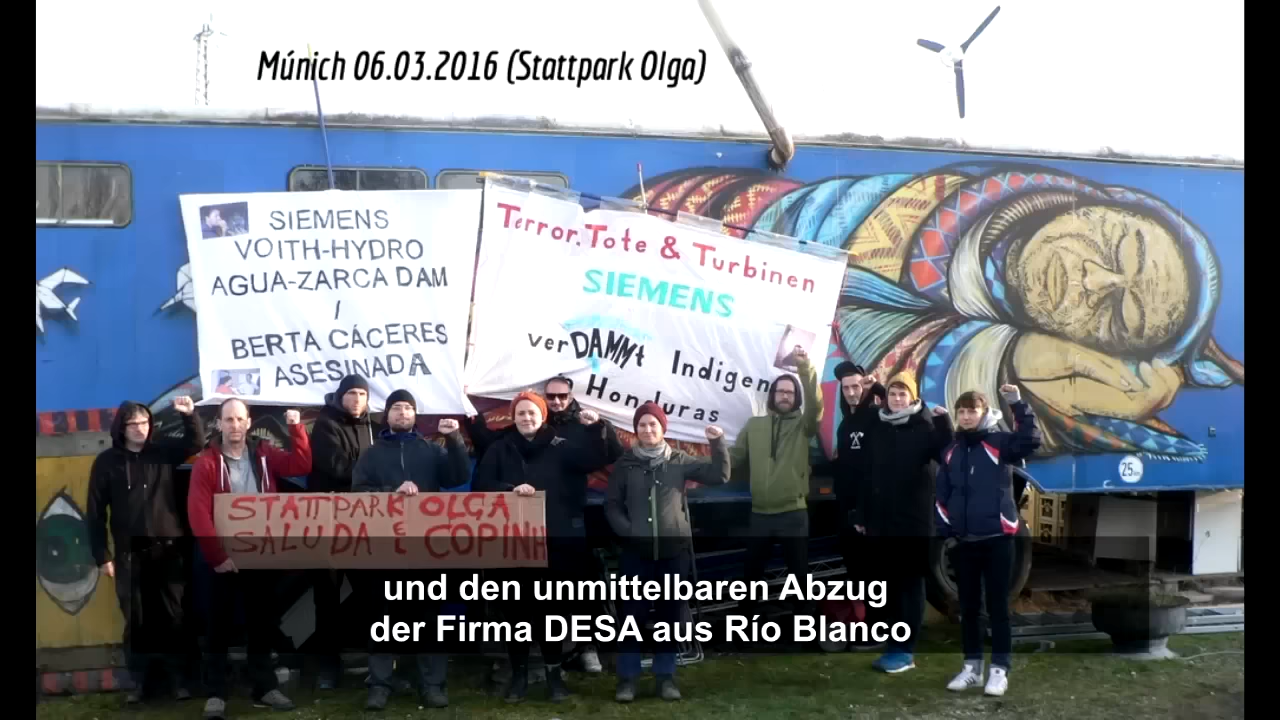 Múnich 06.03.2016 (Stattpark Olga)
SIEMENS
VOITH-HYDRO
AGUA-ZARCA DAM
/
BERTA CÁCERES
ASESINADA
Terror, Tote & Turbinen
SIEMENS
verDAMMt Indigen
Honduras
STATTPARK OLGA
SALUDA E COPINH
25
und den unmittelbaren Abzug
der Firma DESA aus Río Blanco